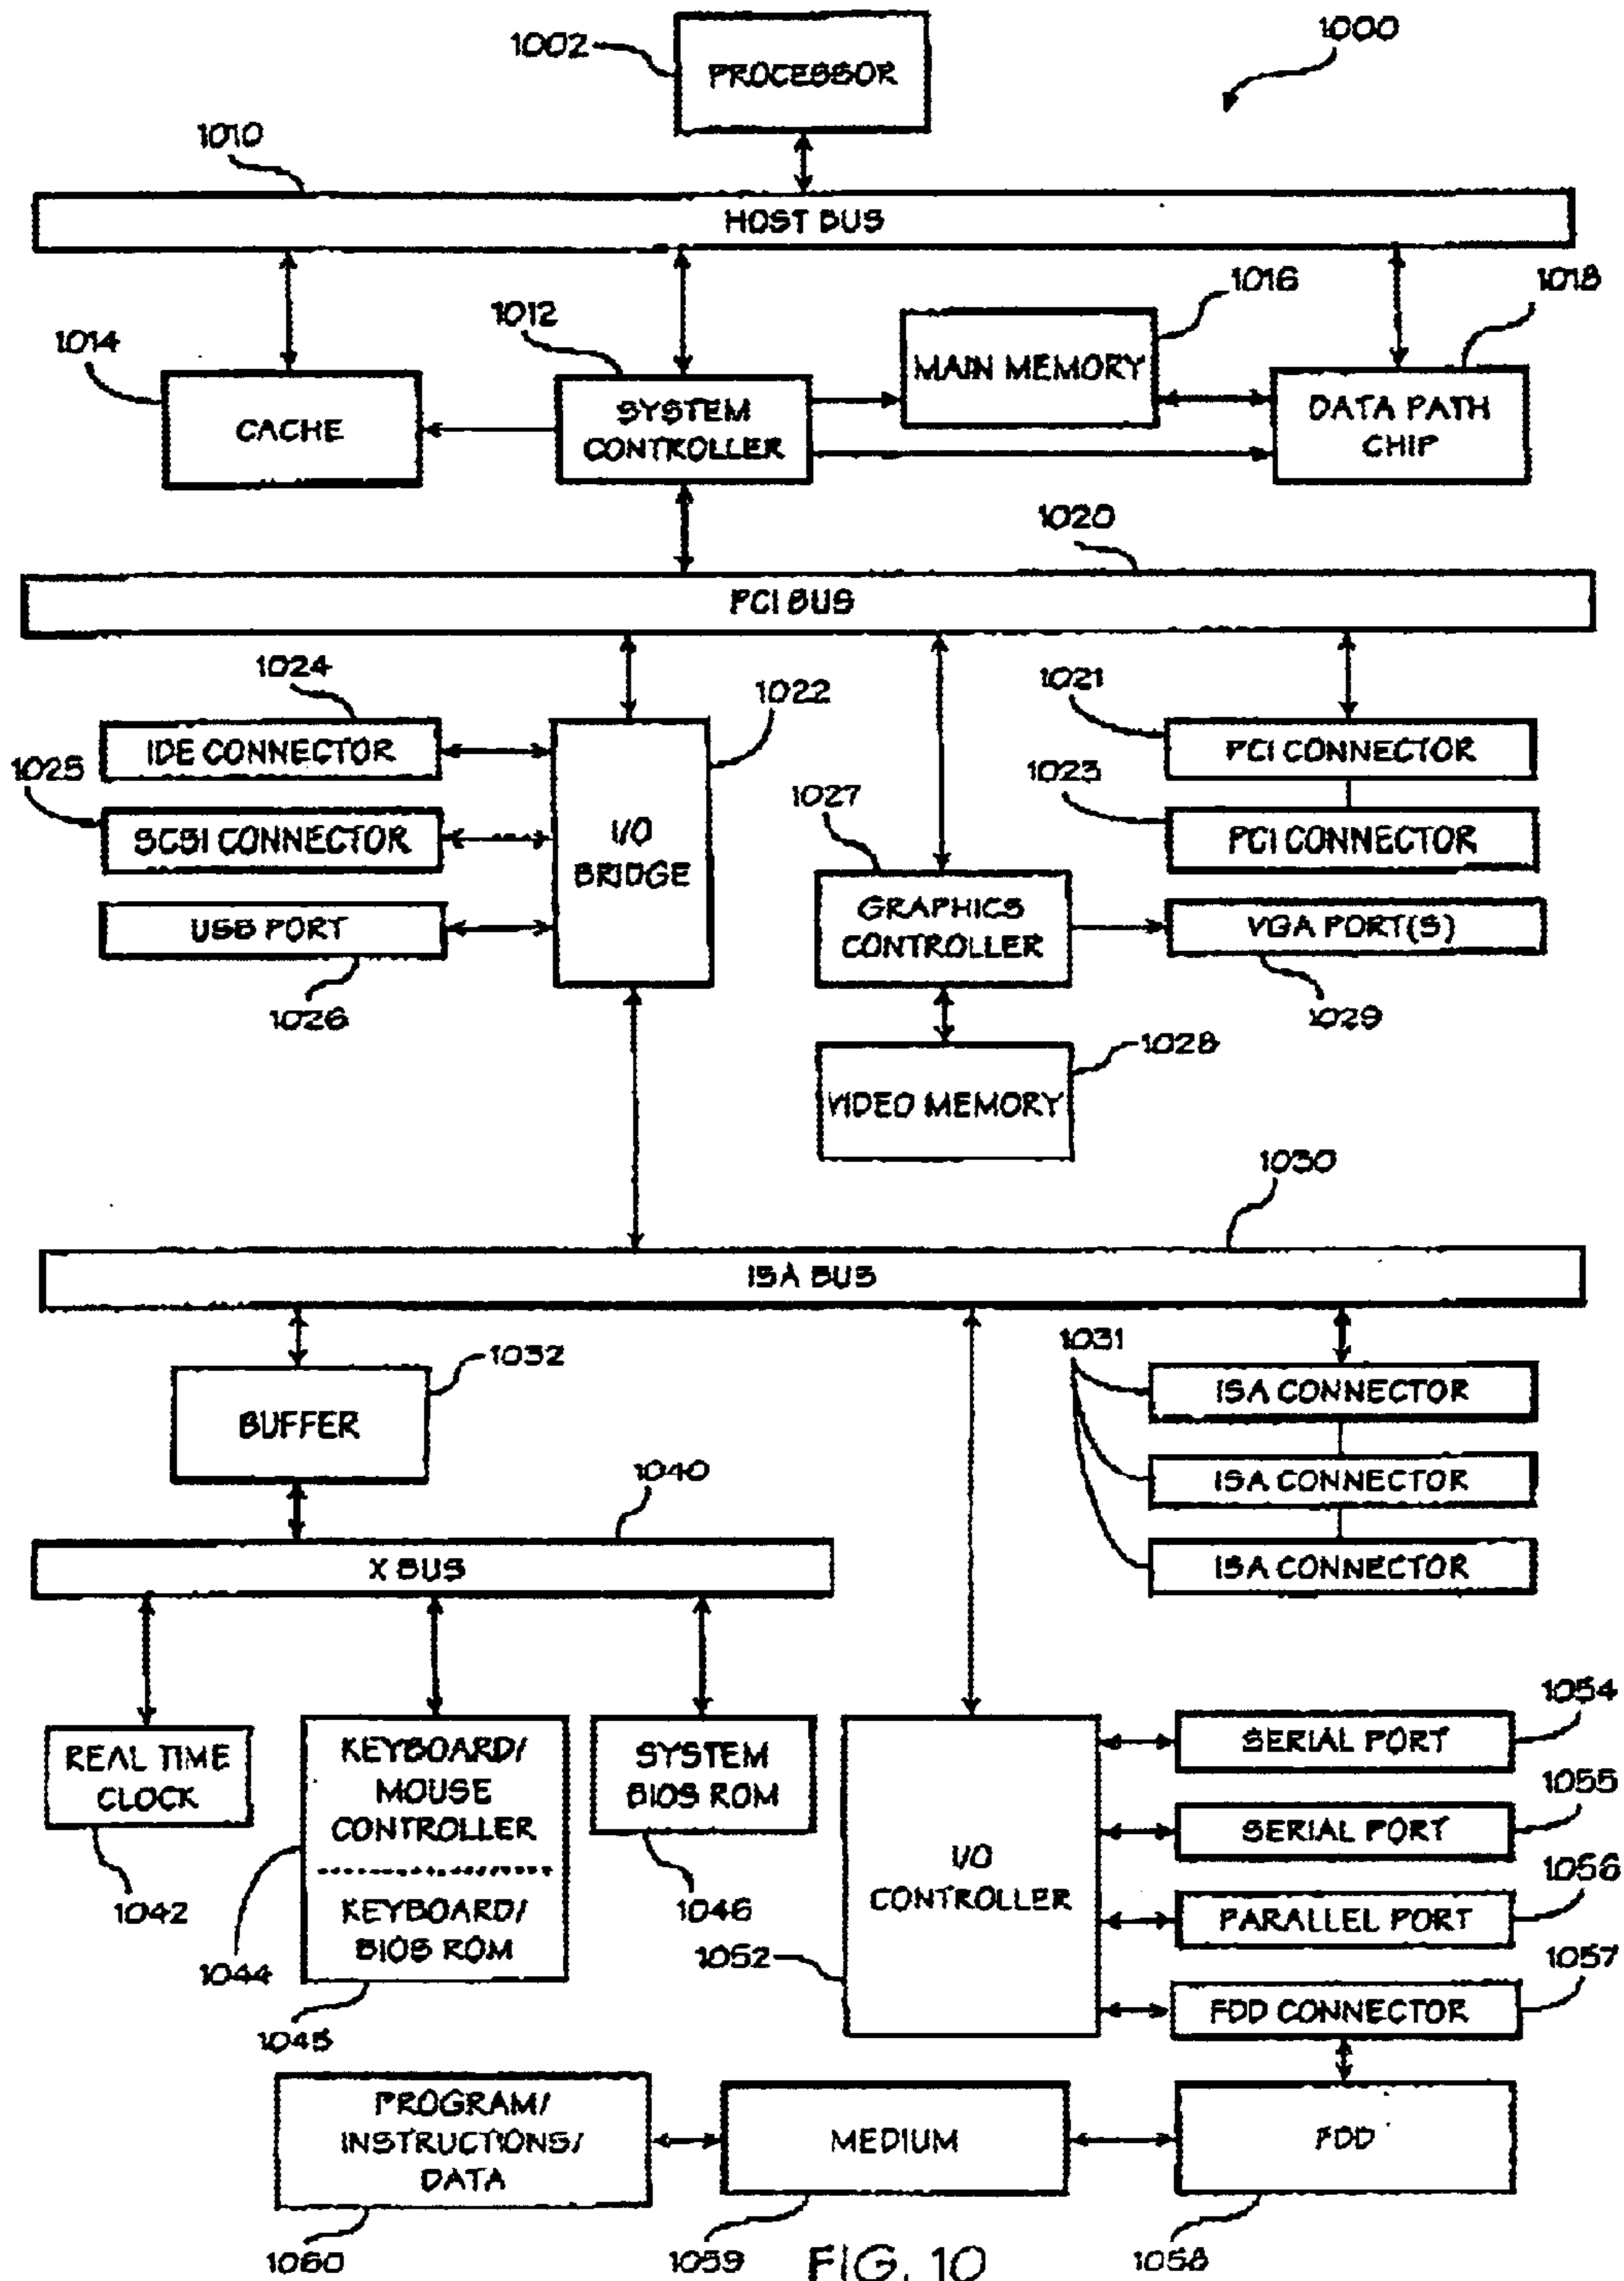 1002
PROCESSOR
1000
1010
HOST BUS
1012
1016
1018
1014
CACHE
SYSTEM
CONTROLLER
MAIN MEMORY
DATA PATH
CHIP
1020
PCI BUS
1024
IDE CONNECTOR
1022
1021
PCI CONNECTOR
1025
SCSI CONNECTOR
I/O
BRIDGE
1027
1023
PCI CONNECTOR
USB PORT
1026
GRAPHICS
CONTROLLER
VGA PORT(S)
1029
VIDEO MEMORY
1028
1030
ISA BUS
1032
BUFFER
1031
ISA CONNECTOR
ISA CONNECTOR
ISA CONNECTOR
1040
X BUS
REAL TIME
CLOCK
1042
KEYBOARD/
MOUSE
CONTROLLER
KEYBOARD/
BIOS ROM
1044
1045
SYSTEM
BIOS ROM
1046
I/O
CONTROLLER
1052
SERIAL PORT
1054
SERIAL PORT
1055
PARALLEL PORT
1056
FDD CONNECTOR
1057
PROGRAM/
INSTRUCTIONS/
DATA
MEDIUM
FDD
1060
1059
1058
FIG. 10